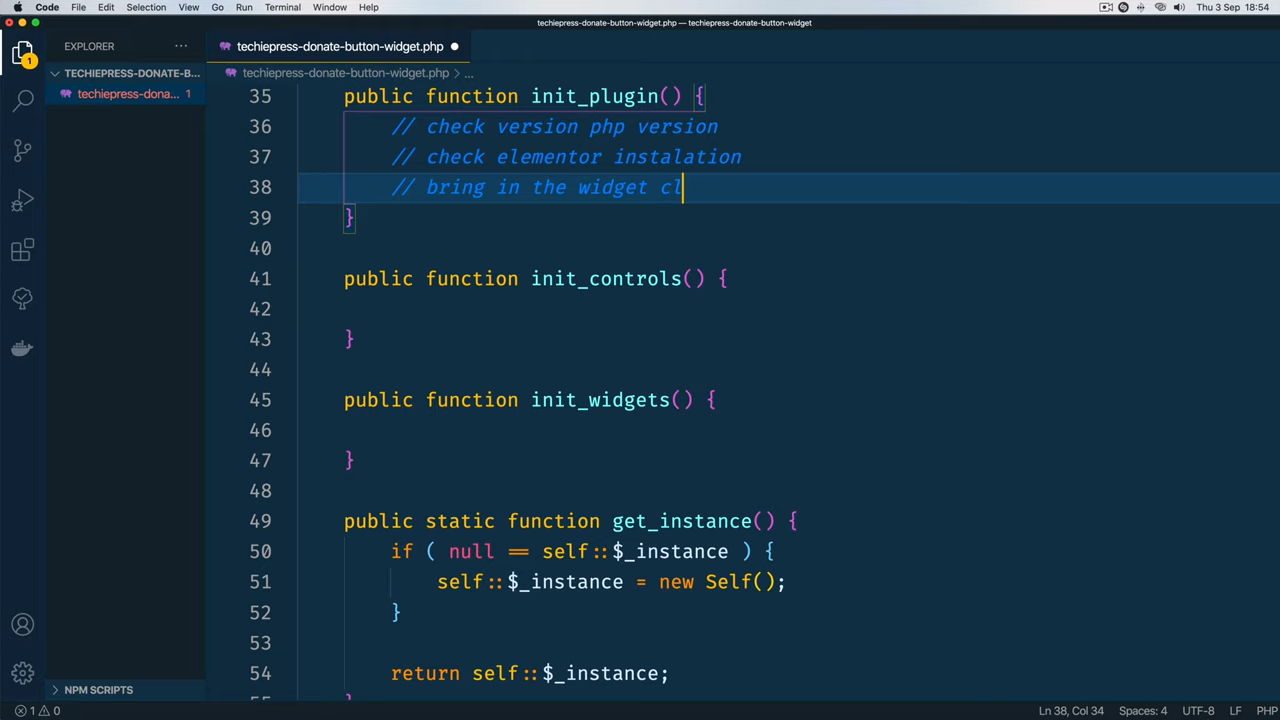 Code File Edit Selection View Go Run Terminal Window Help Thu 3 Sep 18:54
techiepress-donate-button-widget.php — techiepress-donate-button-widget
EXPLORER ···
TECHIEPRESS-DONATE-B...
techiepress-dona... 1
1
techiepress-donate-button-widget.php
techiepress-donate-button-widget.php > ...
35 public function init_plugin() {
36 // check version php version
37 // check elementor instalation
38 // bring in the widget cl
39 }
40
41 public function init_controls() {
42
43 }
44
45 public function init_widgets() {
46
47 }
48
49 public static function get_instance() {
50 if ( null == self::$_instance ) {
51 self::$_instance = new Self();
52 }
53
54 return self::$_instance;
55 }
NPM SCRIPTS
1 0 Ln 38, Col 34 Spaces: 4 UTF-8 LF PHP